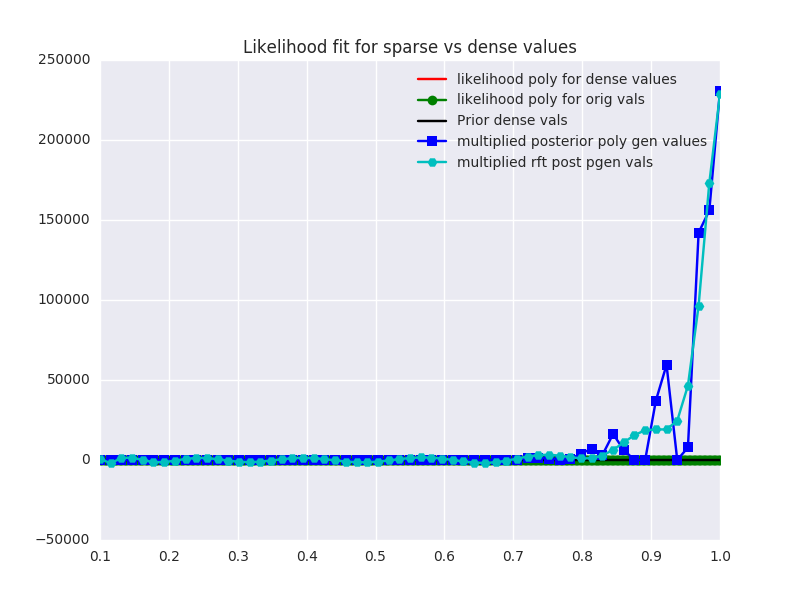 Likelihood fit for sparse vs dense values
250000
200000
150000
100000
50000
0
−50000
likelihood poly for dense values
likelihood poly for orig vals
Prior dense vals
multiplied posterior poly gen values
multiplied rft post pgen vals
0.1 0.2 0.3 0.4 0.5 0.6 0.7 0.8 0.9 1.0